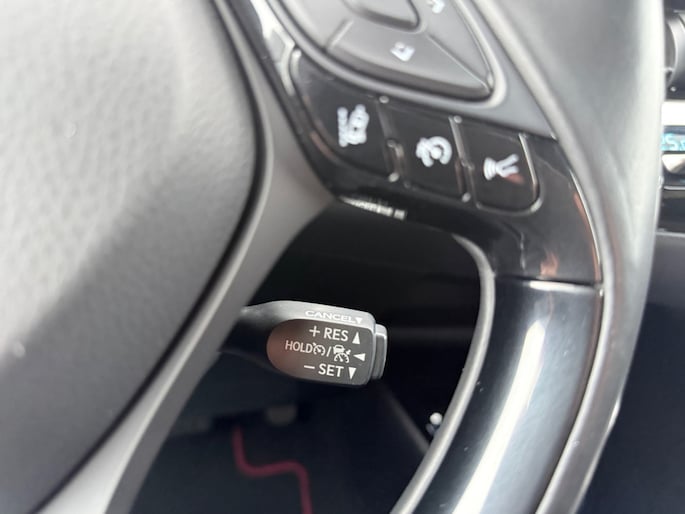 CANCEL
+ RES
HOLD /
− SET